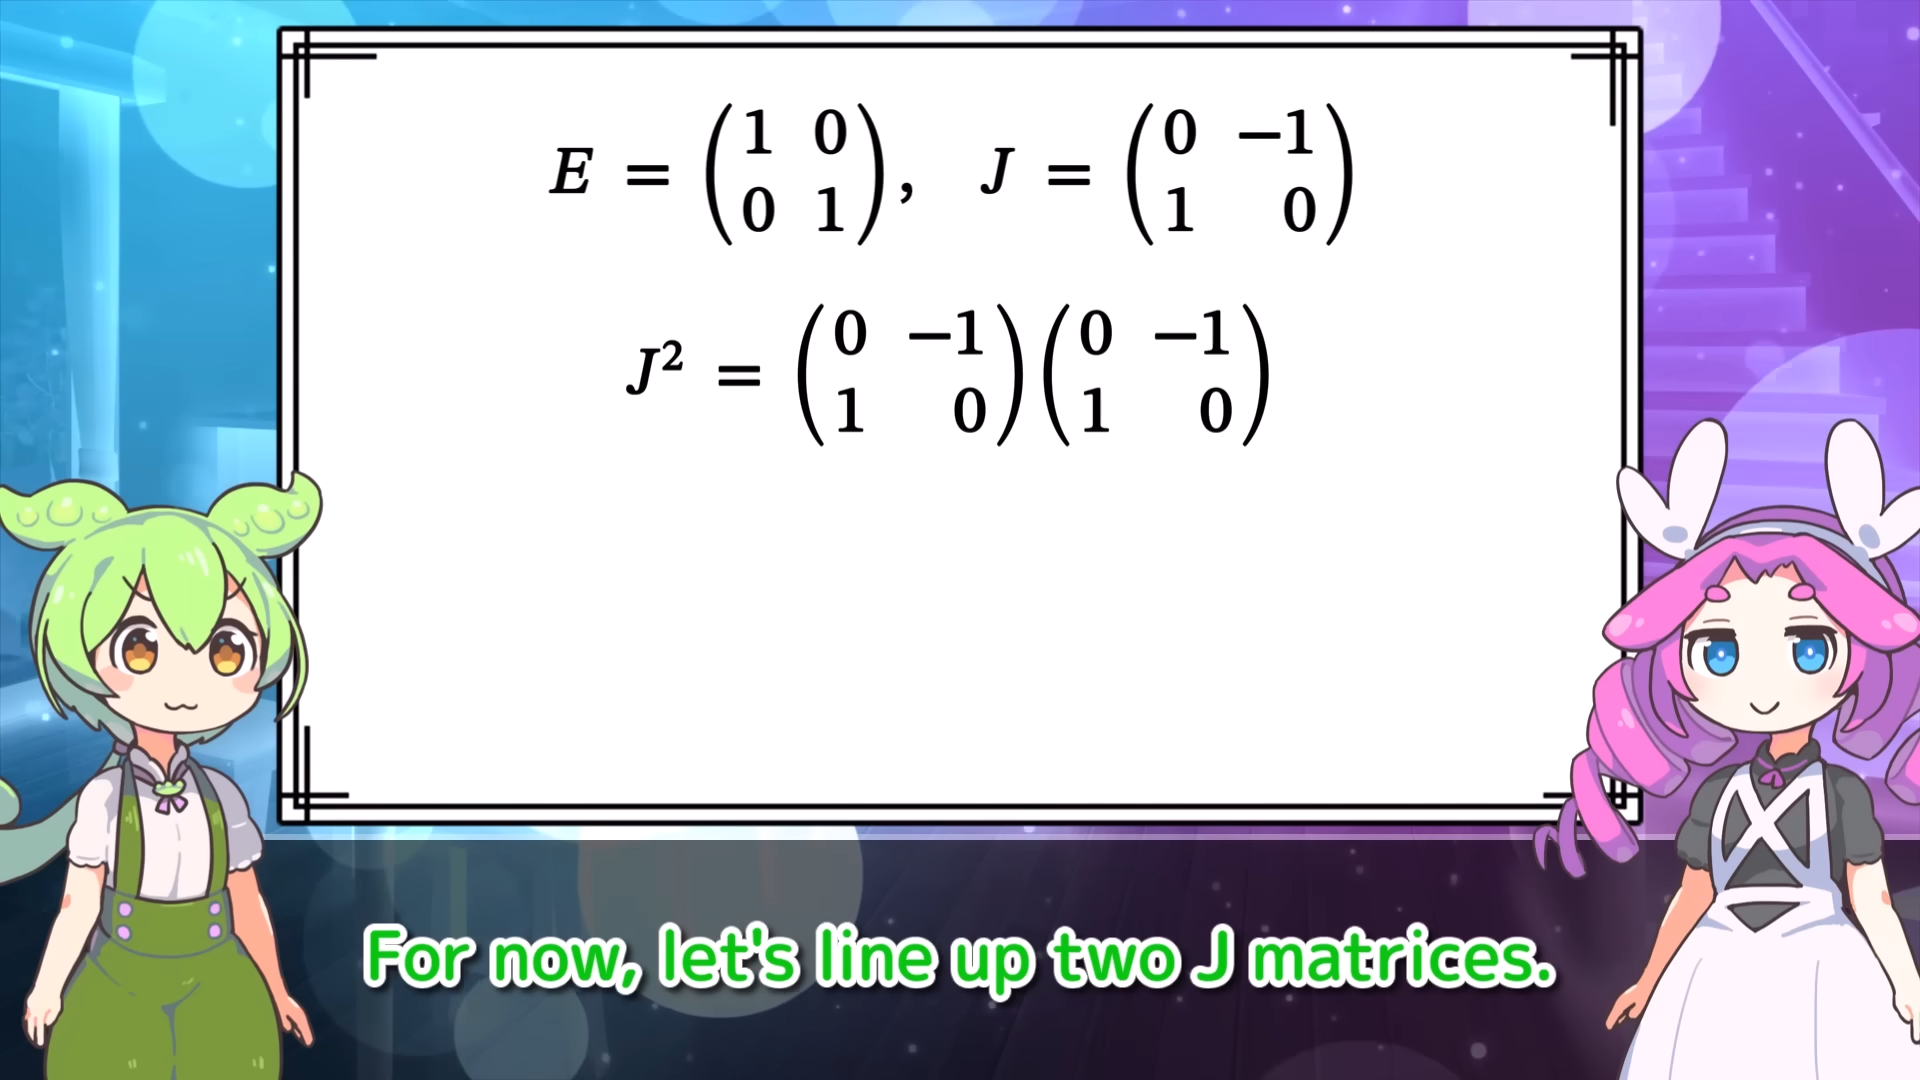 E = (1 0
0 1), J = (0 −1
1 0)
J² = (0 −1
1 0)(0 −1
1 0)
For now, let's line up two J matrices.